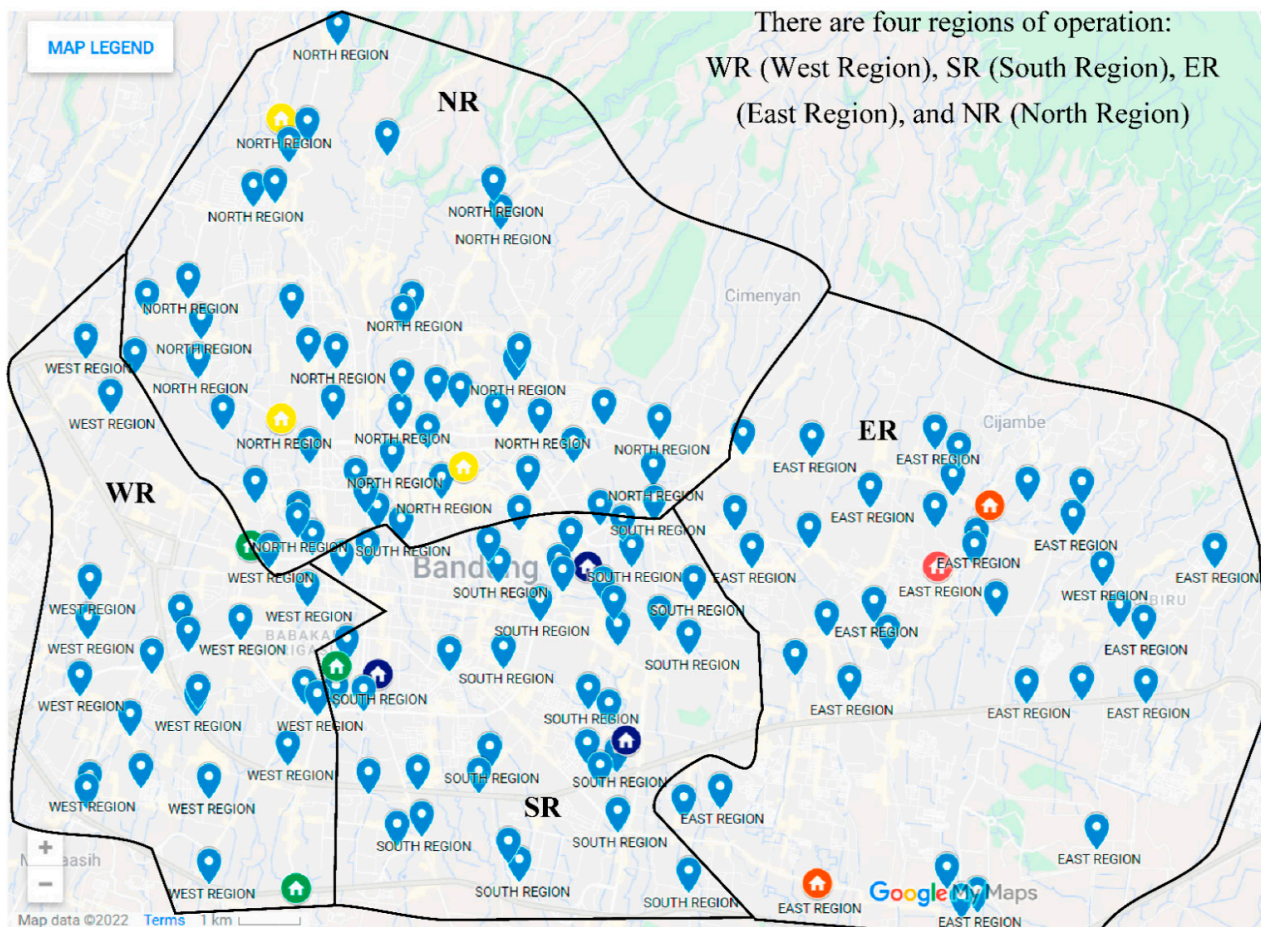 There are four regions of operation:
WR (West Region), SR (South Region), ER
(East Region), and NR (North Region)
MAP LEGEND
NORTH REGION
NR
NORTH REGION
NORTH REGION
NORTH REGION
NORTH REGION
Cimenyan
NORTH REGION
NORTH REGION
NORTH REGION
WEST REGION
NORTH REGION
NORTH REGION
NORTH REGION
WEST REGION
NORTH REGION
NORTH REGION
NORTH REGION
NORTH REGION
Cijambe
ER
EAST REGION
EAST REGION
WR
NORTH REGION
NORTH REGION
EAST REGION
NORTH REGION
SOUTH REGION
EAST REGION
NORTH REGION
SOUTH REGION
WEST REGION
Bandung
SOUTH REGION
SOUTH REGION
EAST REGION
EAST REGION
EAST REGION
EAST REGION
WEST REGION
WEST REGION
WEST REGION
SOUTH REGION
SOUTH REGION
EAST REGION
WEST REGION
WEST REGION
SOUTH REGION
SOUTH REGION
EAST REGION
WEST REGION
WEST REGION
WEST REGION
SOUTH REGION
SOUTH REGION
EAST REGION
EAST REGION
EAST REGION
WEST REGION
SOUTH REGION
SOUTH REGION
WEST REGION
WEST REGION
SR
SOUTH REGION
SOUTH REGION
EAST REGION
EAST REGION
WEST REGION
SOUTH REGION
SOUTH REGION
EAST REGION
Google My Maps
EAST REGION
+
−
Map data ©2022 Terms 1 km